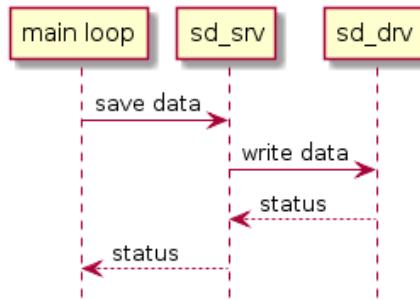 main loop
sd_srv
sd_drv
save data
write data
status
status